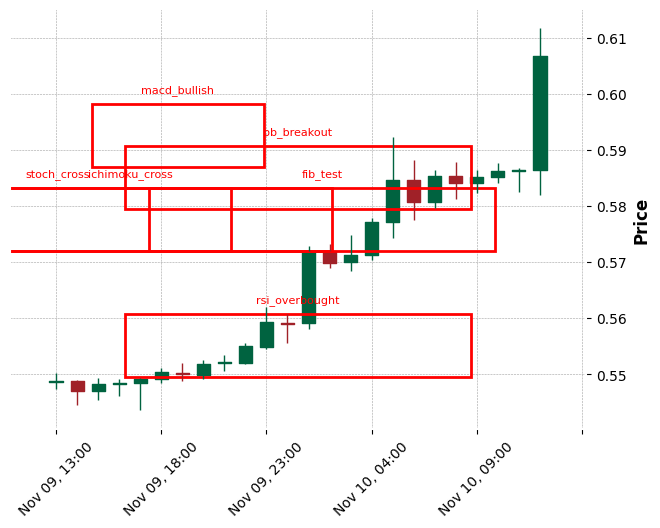 0.61
macd_bullish
0.60
bb_breakout
0.59
stoch_cross
ichimoku_cross
fib_test
0.58
Price
0.57
rsi_overbought
0.56
0.55
Nov 09, 13:00
Nov 09, 18:00
Nov 09, 23:00
Nov 10, 04:00
Nov 10, 09:00